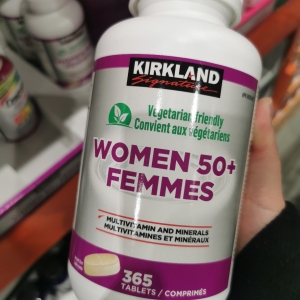 KIRKLAND
Signature
Vegetarian friendly
Convient aux végétariens
WOMEN 50+
FEMMES
MULTIVITAMIN AND MINERALS
MULTIVITAMINES ET MINÉRAUX
365
TABLETS / COMPRIMÉS